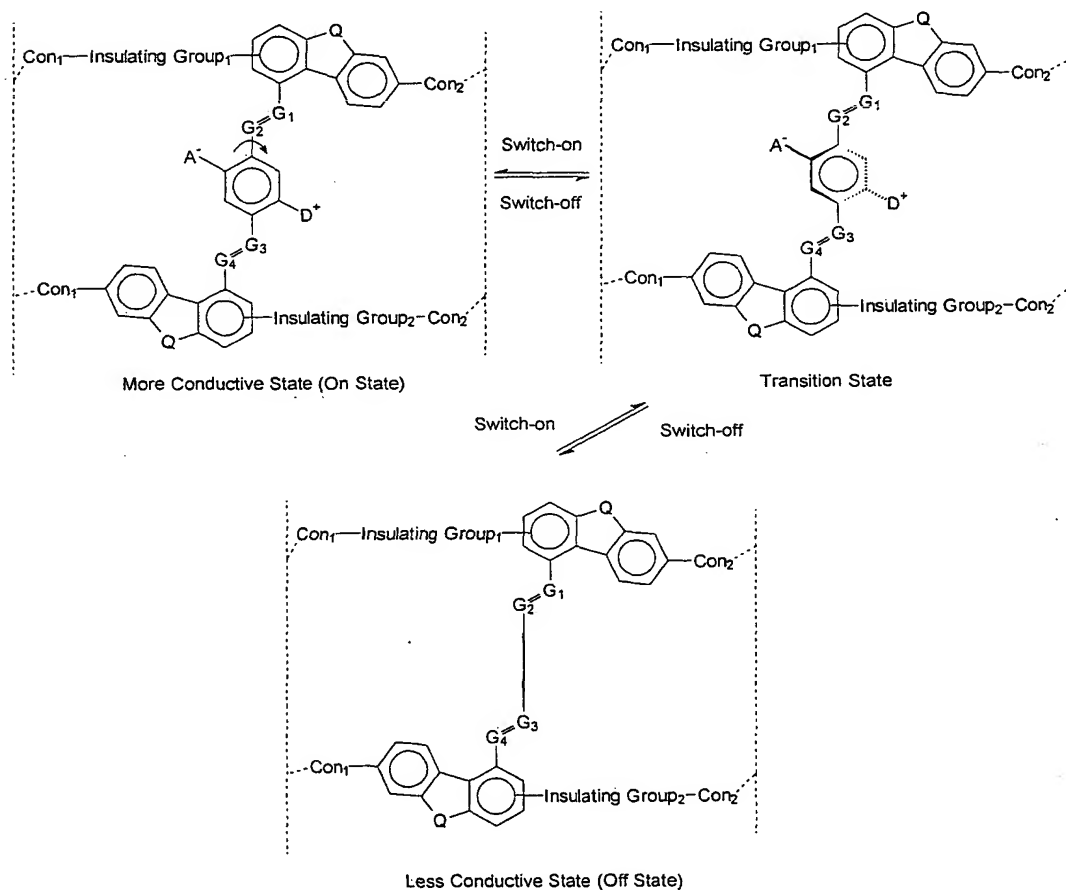 Q
Con₁—Insulating Group₁
Con₂
G₁
G₂
A⁻
D⁺
G₃
G₄
Con₁
Insulating Group₂-Con₂
Q
More Conductive State (On State)
Switch-on
Switch-off
Q
Con₁—Insulating Group₁
Con₂
G₁
G₂
A⁻
D⁺
G₃
G₄
Con₁
Insulating Group₂-Con₂
Q
Transition State
Switch-on
Switch-off
Q
Con₁—Insulating Group₁
Con₂
G₁
G₂
G₃
G₄
Con₁
Insulating Group₂-Con₂
Q
Less Conductive State (Off State)